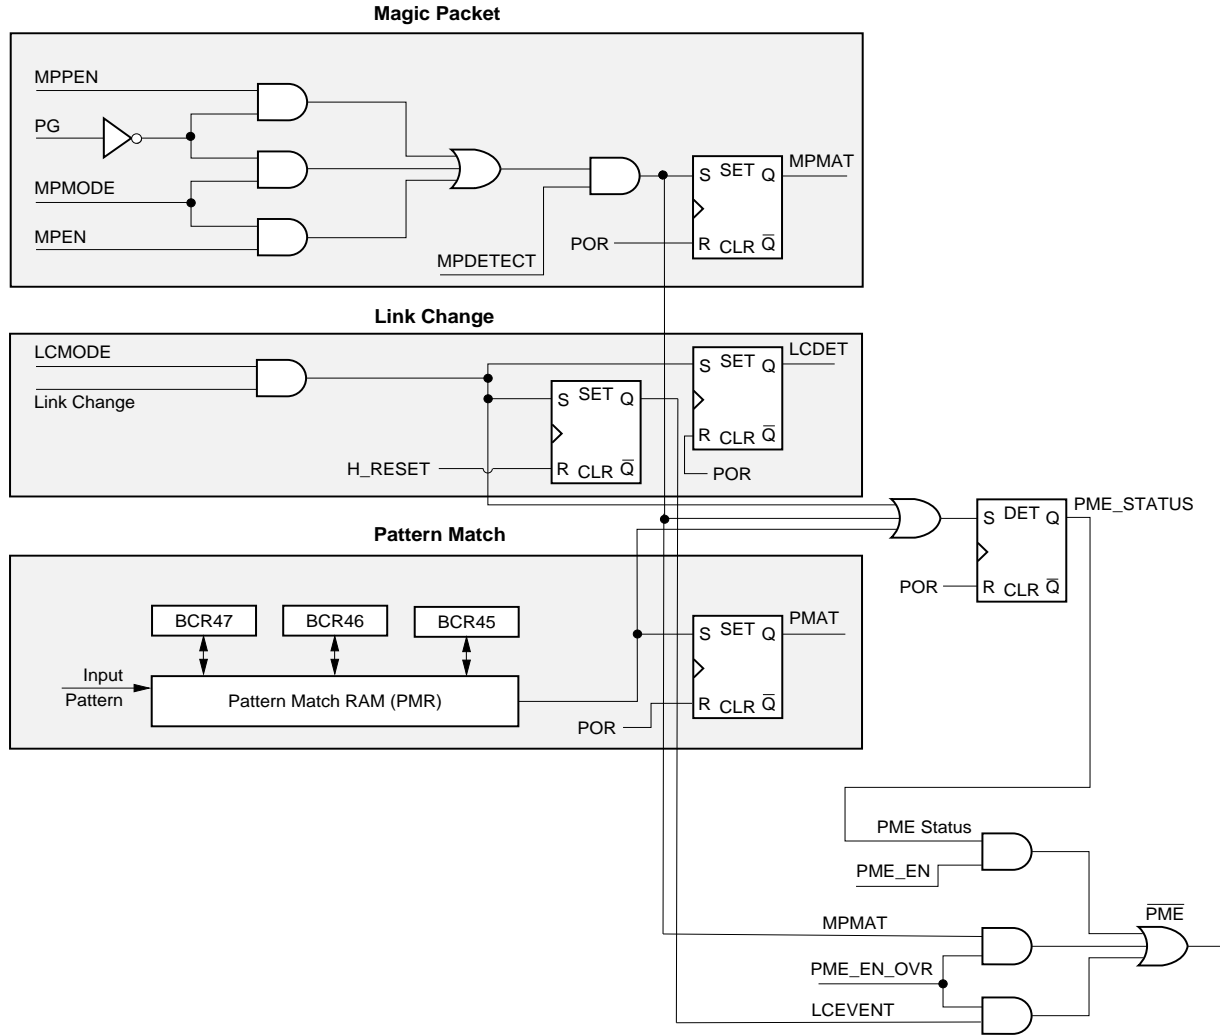 Magic Packet
MPPEN
PG
MPMODE
MPEN
MPDETECT
POR
S SET Q
R CLR Q̅
MPMAT
Link Change
LCMODE
Link Change
H_RESET
S SET Q
R CLR Q̅
S SET Q
R CLR Q̅
LCDET
POR
Pattern Match
BCR47
BCR46
BCR45
Input
Pattern
Pattern Match RAM (PMR)
POR
S SET Q
R CLR Q̅
PMAT
POR
S DET Q
R CLR Q̅
PME_STATUS
PME Status
PME_EN
MPMAT
PME_EN_OVR
LCEVENT
P̅M̅E̅